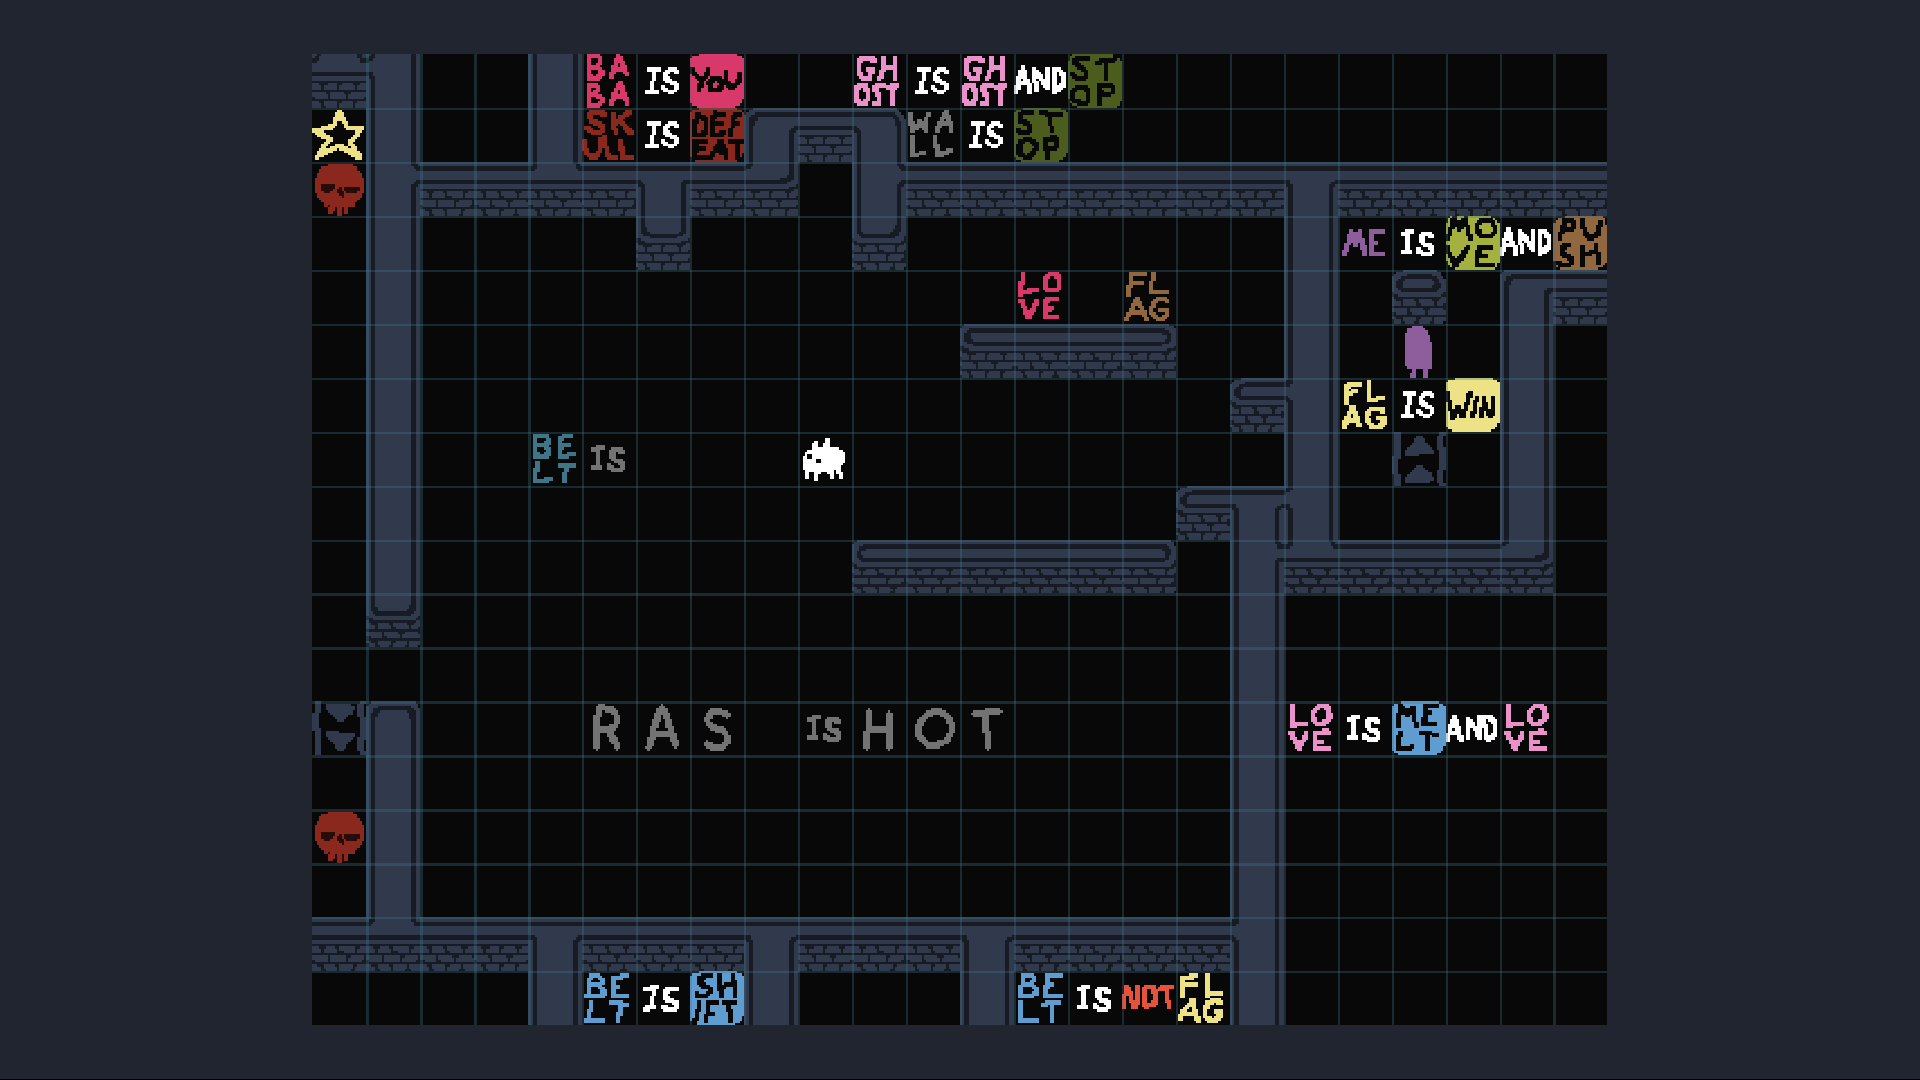 BABA IS YOU GHOST IS GHOST AND STOP
SKULL IS DEFEAT WALL IS STOP
ME IS MOVE AND PUSH
LOVE FLAG
FLAG IS WIN
BELT IS
R A S IS H O T LOVE IS MELT AND LOVE
BELT IS SHIFT BELT IS NOT FLAG